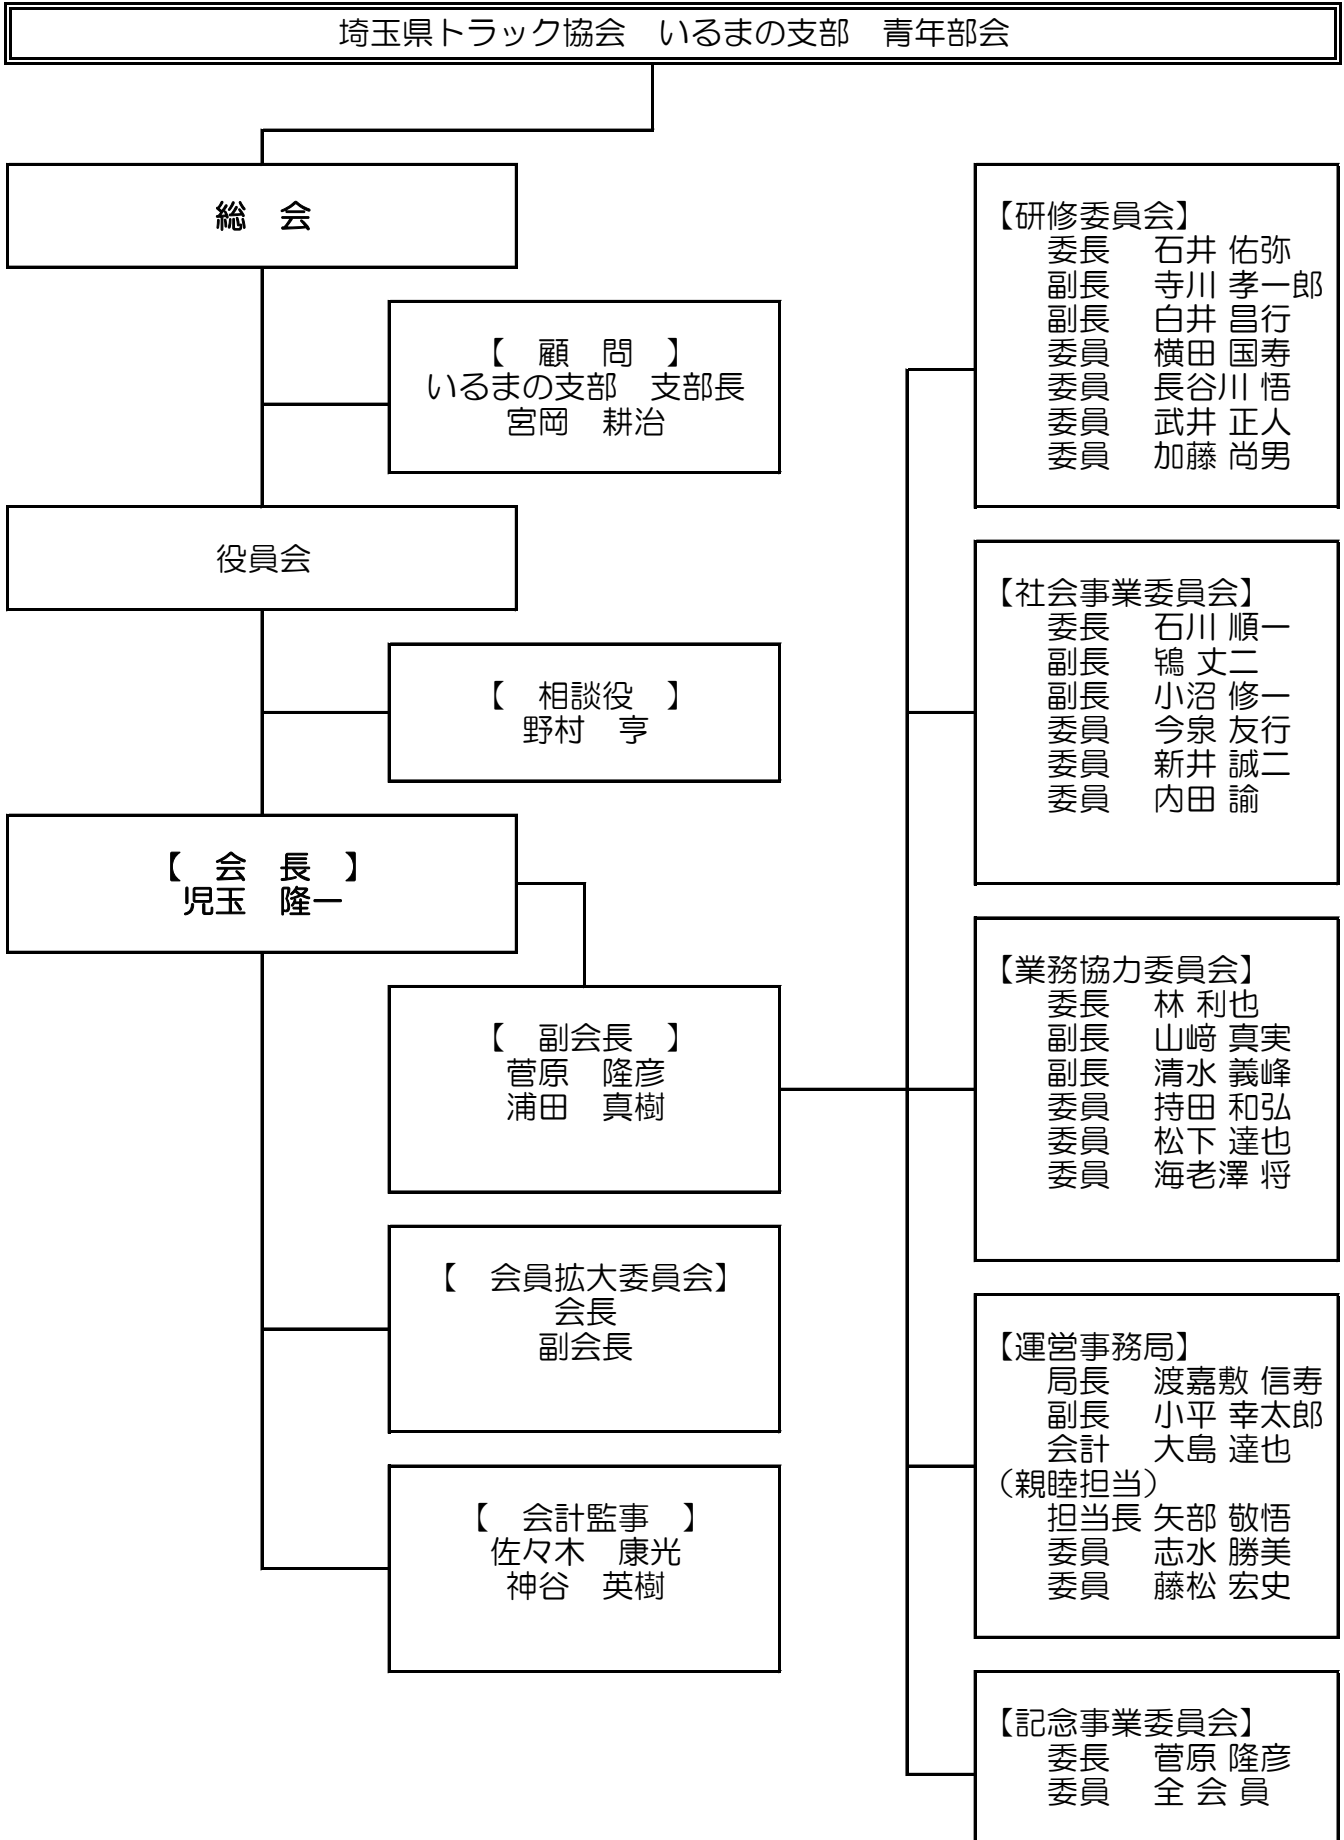 埼玉県トラック協会　いるまの支部　青年部会
総　会
【　顧　問　】
いるまの支部　支部長
宮岡　耕治
役員会
【　相談役　】
野村　亨
【　会　長　】
児玉　隆一
【　副会長　】
菅原　隆彦
浦田　真樹
【　会員拡大委員会】
会長
副会長
【　会計監事　】
佐々木　康光
神谷　英樹
【研修委員会】
委長　石井 佑弥
副長　寺川 孝一郎
副長　白井 昌行
委員　横田 国寿
委員　長谷川 悟
委員　武井 正人
委員　加藤 尚男
【社会事業委員会】
委長　石川 順一
副長　鴇 丈二
副長　小沼 修一
委員　今泉 友行
委員　新井 誠二
委員　内田 諭
【業務協力委員会】
委長　林 利也
副長　山﨑 真実
副長　清水 義峰
委員　持田 和弘
委員　松下 達也
委員　海老澤 将
【運営事務局】
局長　渡嘉敷 信寿
副長　小平 幸太郎
会計　大島 達也
（親睦担当）
担当長 矢部 敬悟
委員　志水 勝美
委員　藤松 宏史
【記念事業委員会】
委長　菅原 隆彦
委員　全 会 員